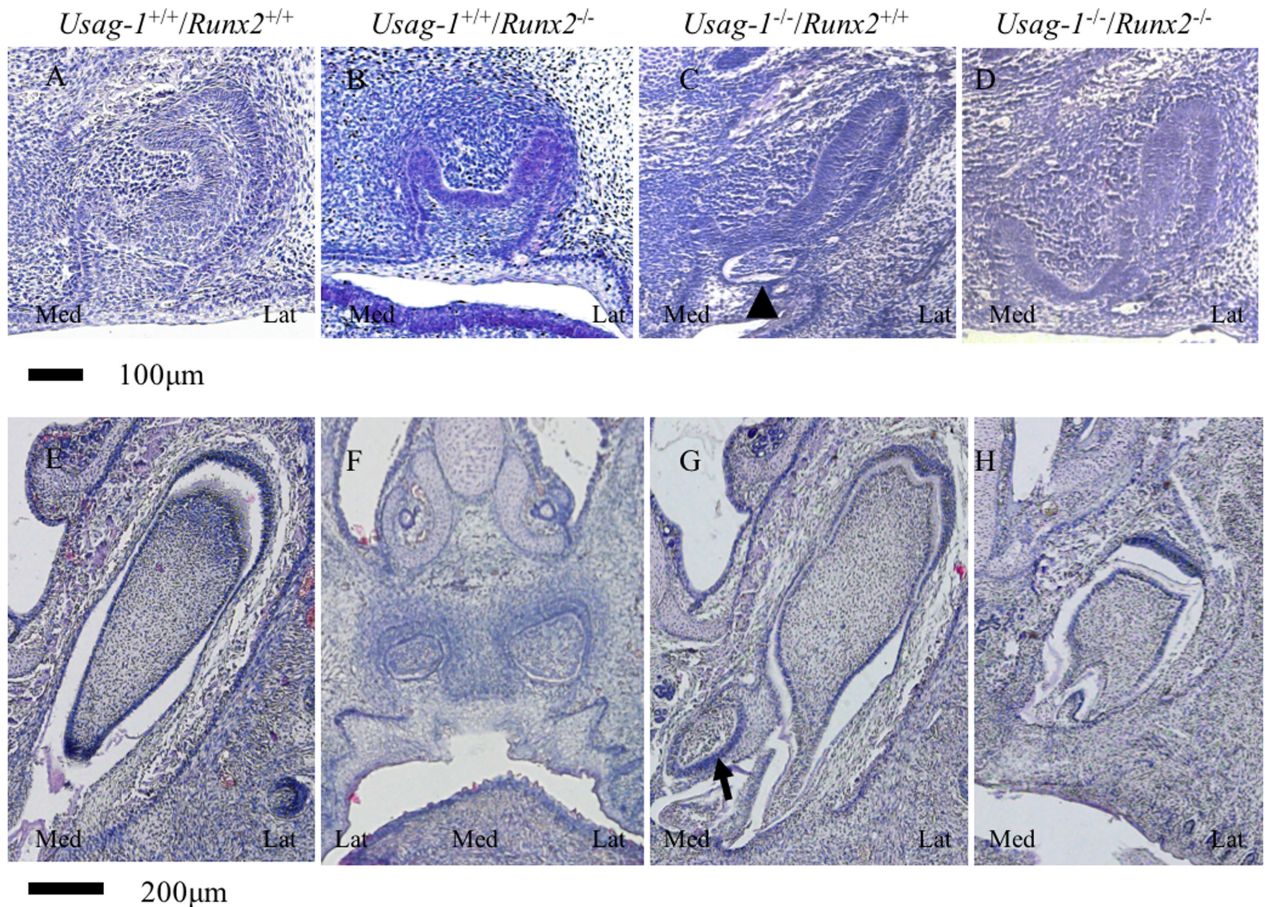 Usag-1+/+/Runx2+/+ Usag-1+/+/Runx2-/- Usag-1-/-/Runx2+/+ Usag-1-/-/Runx2-/-
A B C D
Med Lat Med Lat Med Lat Med Lat
100μm
E F G H
Med Lat Lat Med Lat Med Lat Med Lat
200μm